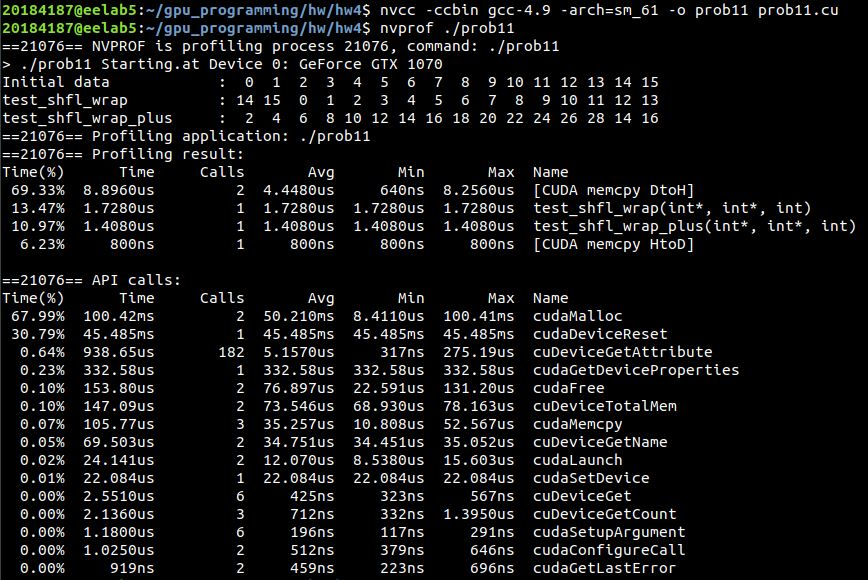 20184187@eelab5:~/gpu_programming/hw/hw4$ nvcc -ccbin gcc-4.9 -arch=sm_61 -o prob11 prob11.cu
20184187@eelab5:~/gpu_programming/hw/hw4$ nvprof ./prob11
==21076== NVPROF is profiling process 21076, command: ./prob11
> ./prob11 Starting.at Device 0: GeForce GTX 1070
Initial data            :  0  1  2  3  4  5  6  7  8  9 10 11 12 13 14 15
test_shfl_wrap          : 14 15  0  1  2  3  4  5  6  7  8  9 10 11 12 13
test_shfl_wrap_plus     :  2  4  6  8 10 12 14 16 18 20 22 24 26 28 14 16
==21076== Profiling application: ./prob11
==21076== Profiling result:
Time(%)      Time     Calls       Avg       Min       Max  Name
 69.33%  8.8960us         2  4.4480us     640ns  8.2560us  [CUDA memcpy DtoH]
 13.47%  1.7280us         1  1.7280us  1.7280us  1.7280us  test_shfl_wrap(int*, int*, int)
 10.97%  1.4080us         1  1.4080us  1.4080us  1.4080us  test_shfl_wrap_plus(int*, int*, int)
  6.23%     800ns         1     800ns     800ns     800ns  [CUDA memcpy HtoD]

==21076== API calls:
Time(%)      Time     Calls       Avg       Min       Max  Name
 67.99%  100.42ms         2  50.210ms  8.4110us  100.41ms  cudaMalloc
 30.79%  45.485ms         1  45.485ms  45.485ms  45.485ms  cudaDeviceReset
  0.64%  938.65us       182  5.1570us     317ns  275.19us  cuDeviceGetAttribute
  0.23%  332.58us         1  332.58us  332.58us  332.58us  cudaGetDeviceProperties
  0.10%  153.80us         2  76.897us  22.591us  131.20us  cudaFree
  0.10%  147.09us         2  73.546us  68.930us  78.163us  cuDeviceTotalMem
  0.07%  105.77us         3  35.257us  10.808us  52.567us  cudaMemcpy
  0.05%  69.503us         2  34.751us  34.451us  35.052us  cuDeviceGetName
  0.02%  24.141us         2  12.070us  8.5380us  15.603us  cudaLaunch
  0.01%  22.084us         1  22.084us  22.084us  22.084us  cudaSetDevice
  0.00%  2.5510us         6     425ns     323ns     567ns  cuDeviceGet
  0.00%  2.1360us         3     712ns     332ns  1.3950us  cuDeviceGetCount
  0.00%  1.1800us         6     196ns     117ns     291ns  cudaSetupArgument
  0.00%  1.0250us         2     512ns     379ns     646ns  cudaConfigureCall
  0.00%     919ns         2     459ns     223ns     696ns  cudaGetLastError